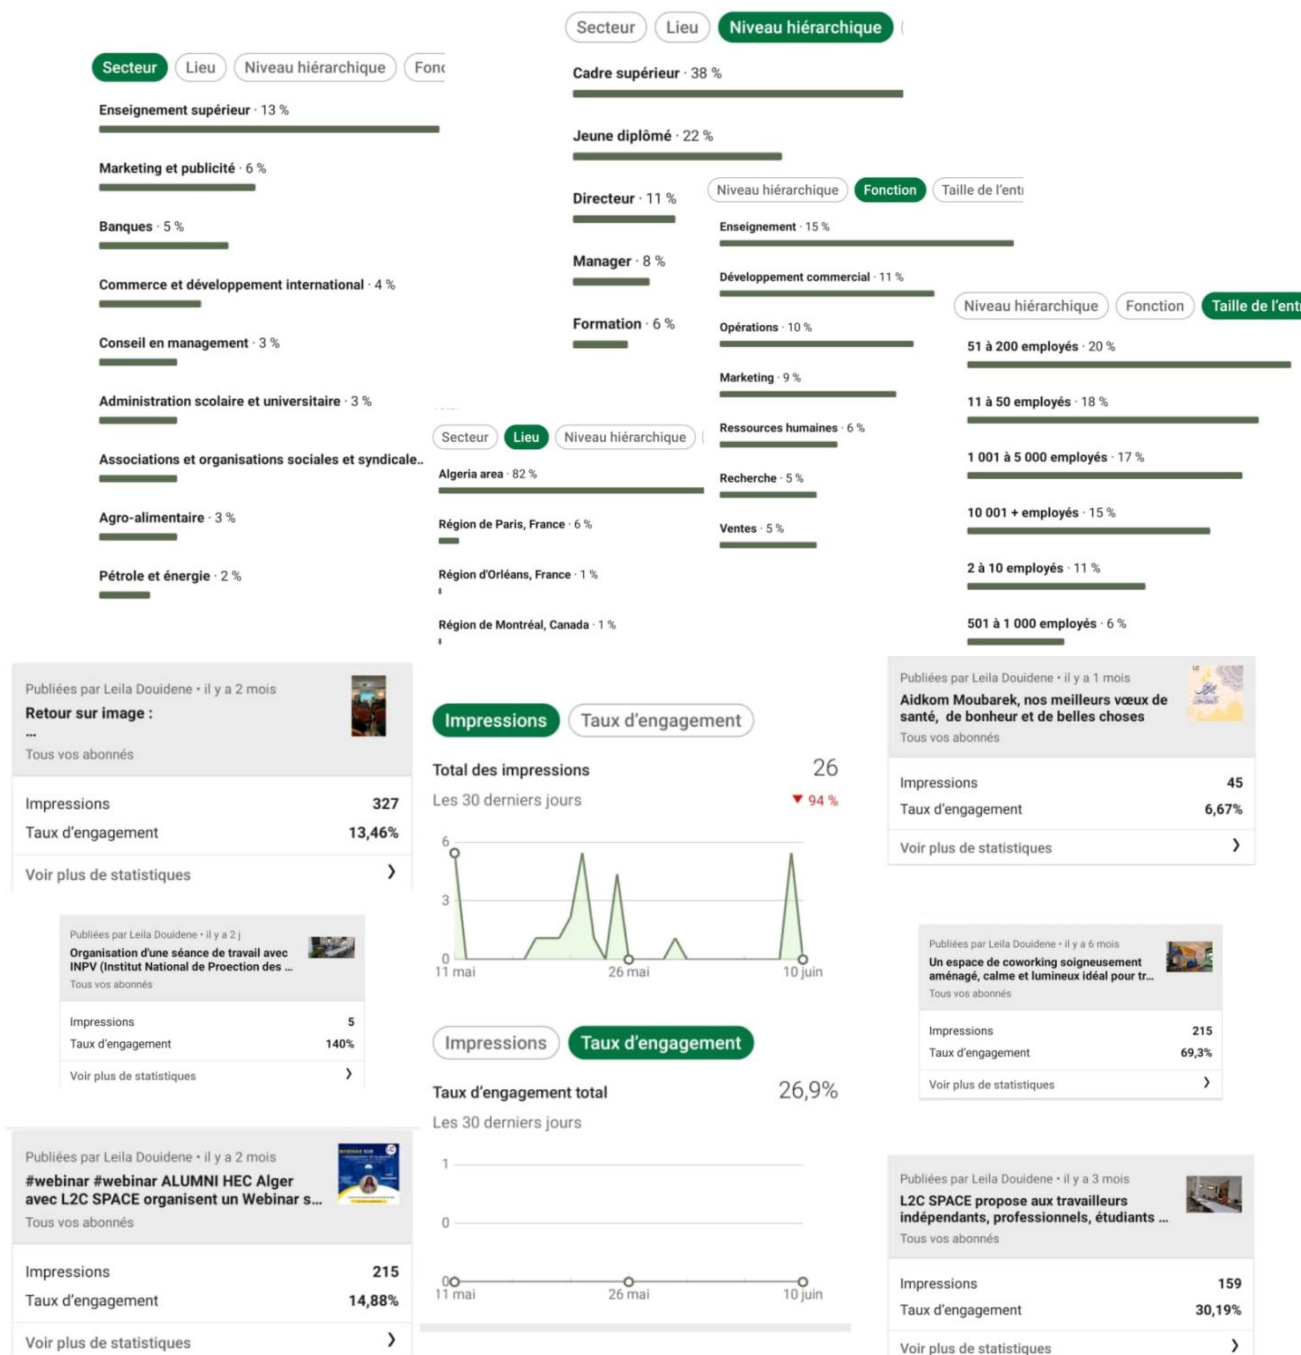 Secteur
Lieu
Niveau hiérarchique
Fonc
Enseignement supérieur · 13 %
Marketing et publicité · 6 %
Banques · 5 %
Commerce et développement international · 4 %
Conseil en management · 3 %
Administration scolaire et universitaire · 3 %
Associations et organisations sociales et syndicale..
Agro-alimentaire · 3 %
Pétrole et énergie · 2 %
Secteur
Lieu
Niveau hiérarchique
Cadre supérieur · 38 %
Jeune diplômé · 22 %
Directeur · 11 %
Manager · 8 %
Formation · 6 %
Niveau hiérarchique
Fonction
Taille de l'enti
Enseignement · 15 %
Développement commercial · 11 %
Opérations · 10 %
Marketing · 9 %
Ressources humaines · 6 %
Recherche · 5 %
Ventes · 5 %
Secteur
Lieu
Niveau hiérarchique
Algeria area · 82 %
Région de Paris, France · 6 %
Région d'Orléans, France · 1 %
Région de Montréal, Canada · 1 %
Niveau hiérarchique
Fonction
Taille de l'ent
51 à 200 employés · 20 %
11 à 50 employés · 18 %
1 001 à 5 000 employés · 17 %
10 001 + employés · 15 %
2 à 10 employés · 11 %
501 à 1 000 employés · 6 %
Publiées par Leila Douidene • il y a 2 mois
Retour sur image :
...
Tous vos abonnés
Impressions 327
Taux d'engagement 13,46%
Voir plus de statistiques
Publiées par Leila Douidene • il y a 2 j
Organisation d'une séance de travail avec
INPV (Institut National de Proection des ...
Tous vos abonnés
Impressions 5
Taux d'engagement 140%
Voir plus de statistiques
Publiées par Leila Douidene • il y a 2 mois
#webinar #webinar ALUMNI HEC Alger
avec L2C SPACE organisent un Webinar s...
Tous vos abonnés
Impressions 215
Taux d'engagement 14,88%
Voir plus de statistiques
Impressions
Taux d'engagement
Total des impressions 26
Les 30 derniers jours ▼ 94 %
6
3
0
11 mai 26 mai 10 juin
Impressions
Taux d'engagement
Taux d'engagement total 26,9%
Les 30 derniers jours
1
0
0
11 mai 26 mai 10 juin
Publiées par Leila Douidene • il y a 1 mois
Aidkom Moubarek, nos meilleurs vœux de
santé, de bonheur et de belles choses
Tous vos abonnés
Impressions 45
Taux d'engagement 6,67%
Voir plus de statistiques
Publiées par Leila Douidene • il y a 6 mois
Un espace de coworking soigneusement
aménagé, calme et lumineux idéal pour tr...
Tous vos abonnés
Impressions 215
Taux d'engagement 69,3%
Voir plus de statistiques
Publiées par Leila Douidene • il y a 3 mois
L2C SPACE propose aux travailleurs
indépendants, professionnels, étudiants ...
Tous vos abonnés
Impressions 159
Taux d'engagement 30,19%
Voir plus de statistiques